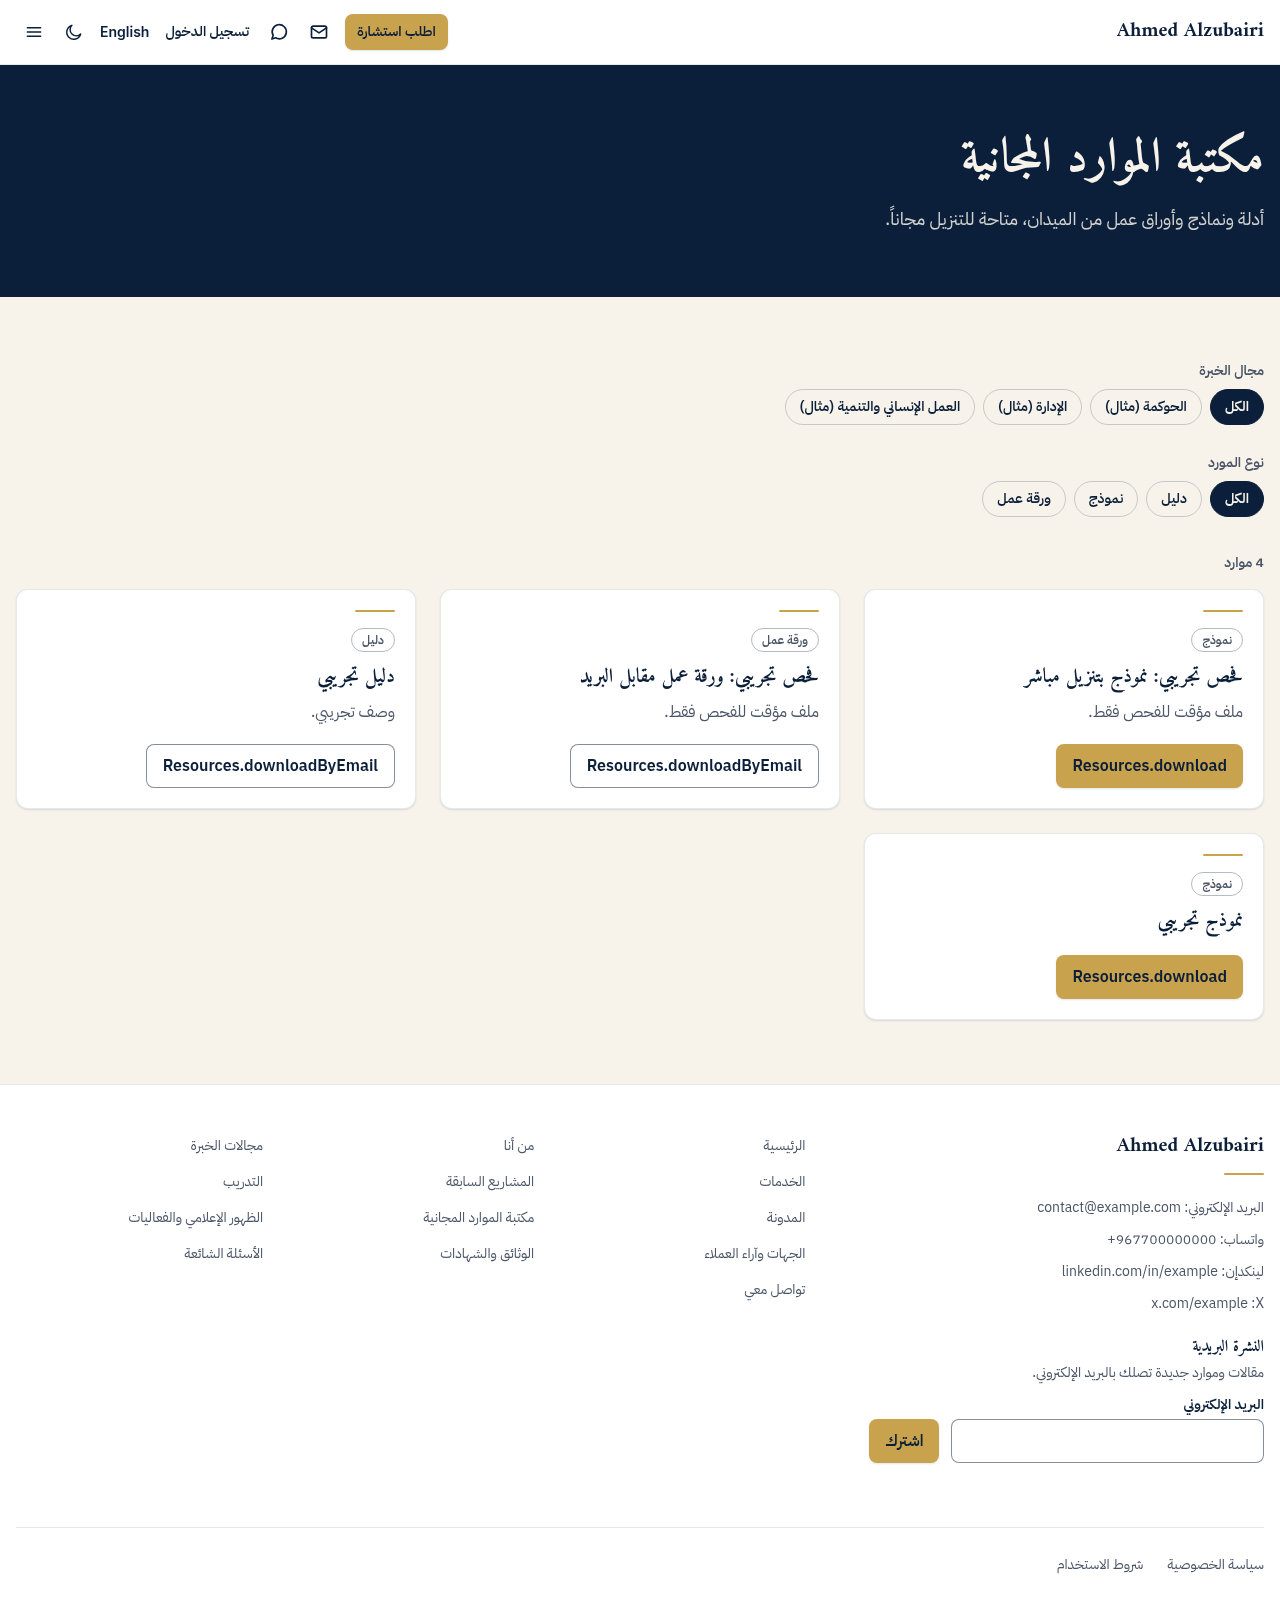 Ahmed Alzubairi
اطلب استشارة
تسجيل الدخول
English
مكتبة الموارد المجانية
أدلة ونماذج وأوراق عمل من الميدان، متاحة للتنزيل مجاناً.
مجال الخبرة
الكل
الحوكمة (مثال)
الإدارة (مثال)
العمل الإنساني والتنمية (مثال)
نوع المورد
الكل
دليل
نموذج
ورقة عمل
4 موارد
نموذج
فحص تجريبي: نموذج بتنزيل مباشر
ملف مؤقت للفحص فقط.
Resources.download
ورقة عمل
فحص تجريبي: ورقة عمل مقابل البريد
ملف مؤقت للفحص فقط.
Resources.downloadByEmail
دليل
دليل تجريبي
وصف تجريبي.
Resources.downloadByEmail
نموذج
نموذج تجريبي
Resources.download
Ahmed Alzubairi
البريد الإلكتروني: contact@example.com
واتساب: +967700000000
لينكدإن: linkedin.com/in/example
X: x.com/example
النشرة البريدية
مقالات وموارد جديدة تصلك بالبريد الإلكتروني.
البريد الإلكتروني
اشترك
الرئيسية
الخدمات
المدونة
الجهات وآراء العملاء
تواصل معي
من أنا
المشاريع السابقة
مكتبة الموارد المجانية
الوثائق والشهادات
مجالات الخبرة
التدريب
الظهور الإعلامي والفعاليات
الأسئلة الشائعة
سياسة الخصوصية
شروط الاستخدام